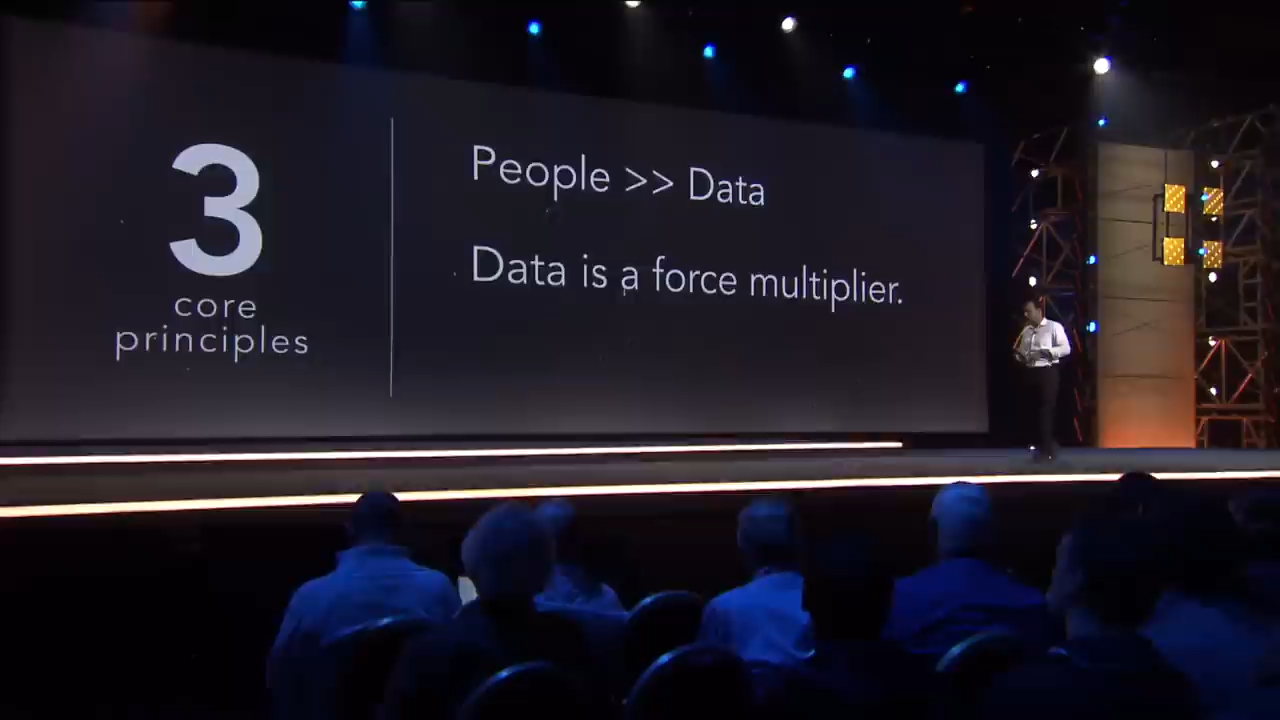 3
core
principles
People >> Data
Data is a force multiplier.